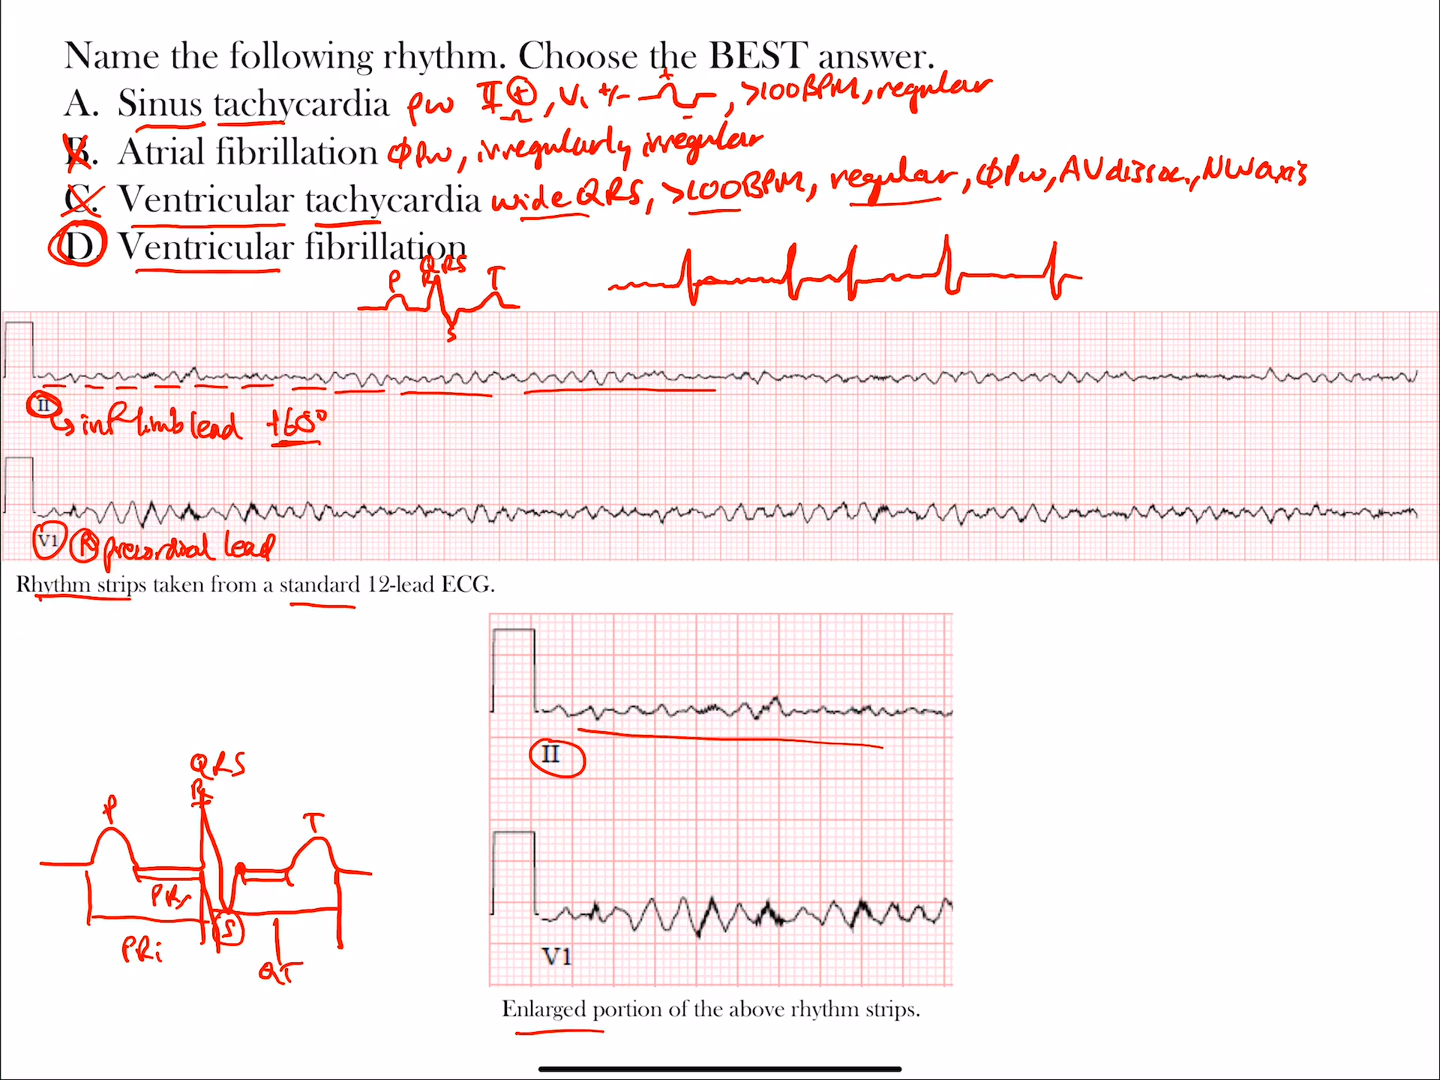 Name the following rhythm. Choose the BEST answer.
A. Sinus tachycardia pw II +, V1 +/- + -, >100BPM, regular
B. Atrial fibrillation ϕpw, irregularly irregular
C. Ventricular tachycardia wide QRS, >100BPM, regular, ϕPw, AV dissoc., NW axis
D. Ventricular fibrillation
P QRS T
R
S
II
inf limb lead +60°
V1 R precordial lead
Rhythm strips taken from a standard 12-lead ECG.
II
V1
Enlarged portion of the above rhythm strips.
QRS
P R T
PRs S
PRi QT